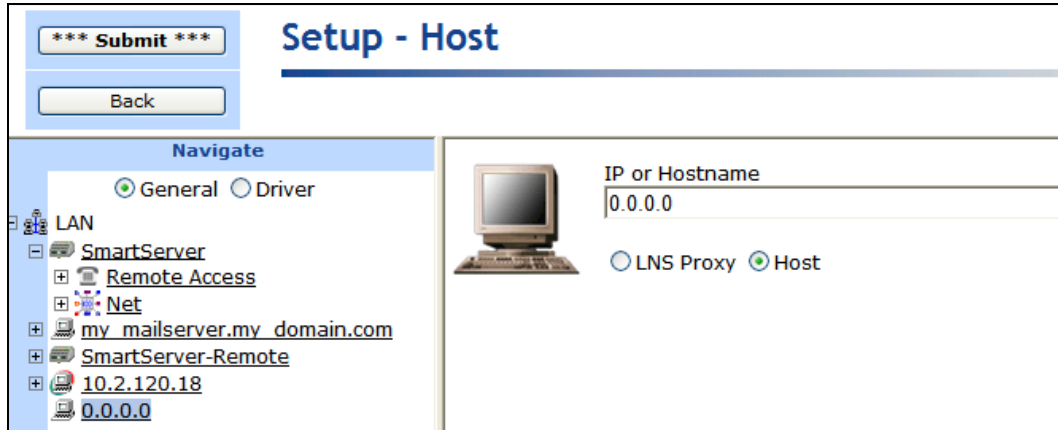 *** Submit ***
Setup - Host
Back
Navigate
General Driver
LAN
SmartServer
Remote Access
Net
my_mailserver.my_domain.com
SmartServer-Remote
10.2.120.18
0.0.0.0
IP or Hostname
0.0.0.0
LNS Proxy Host